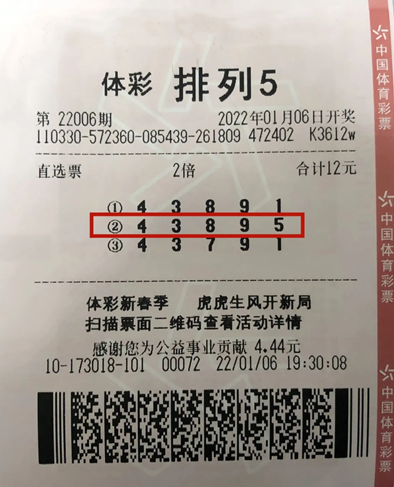 体彩 排列5
第 22006期 2022年01月06日开奖
110330-572360-085439-261809 472402 K3612w
直选票 2倍 合计12元
① 4 3 8 9 1
② 4 3 8 9 5
③ 4 3 7 9 1
体彩新春季 虎虎生风开新局
扫描票面二维码查看活动详情
感谢您为公益事业贡献 4.44元
10-173018-101 00072 22/01/06 19:30:08
中国体育彩票
中国体育彩票
中国体育彩票